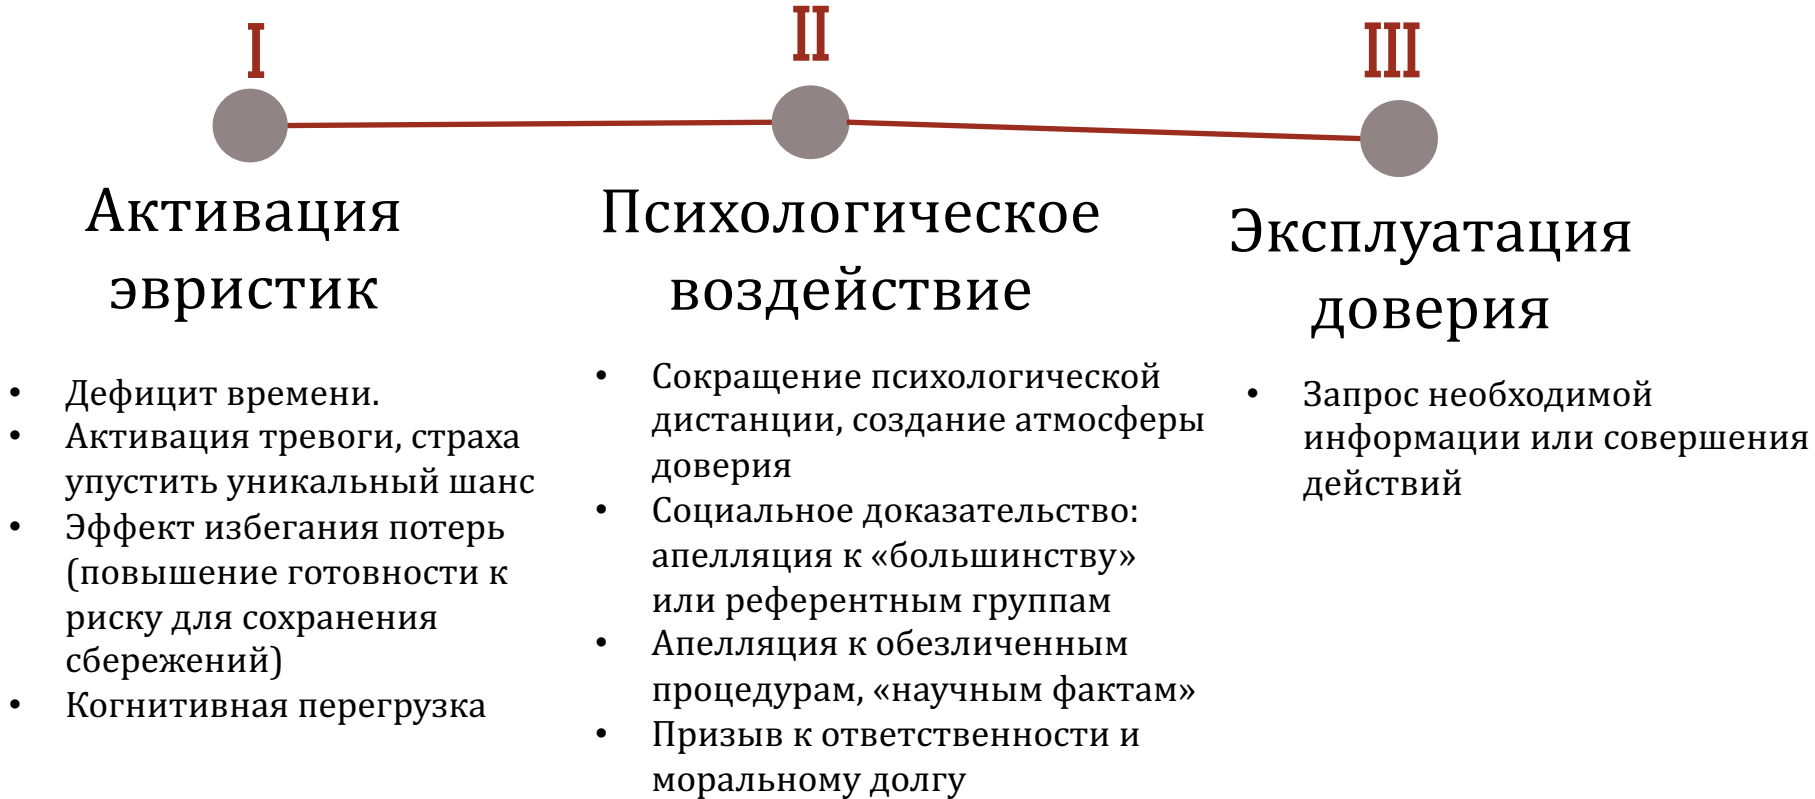 I
Активация
эвристик
• Дефицит времени.
• Активация тревоги, страха
упустить уникальный шанс
• Эффект избегания потерь
(повышение готовности к
риску для сохранения
сбережений)
• Когнитивная перегрузка
II
Психологическое
воздействие
• Сокращение психологической
дистанции, создание атмосферы
доверия
• Социальное доказательство:
апелляция к «большинству»
или референтным группам
• Апелляция к обезличенным
процедурам, «научным фактам»
• Призыв к ответственности и
моральному долгу
III
Эксплуатация
доверия
• Запрос необходимой
информации или совершения
действий